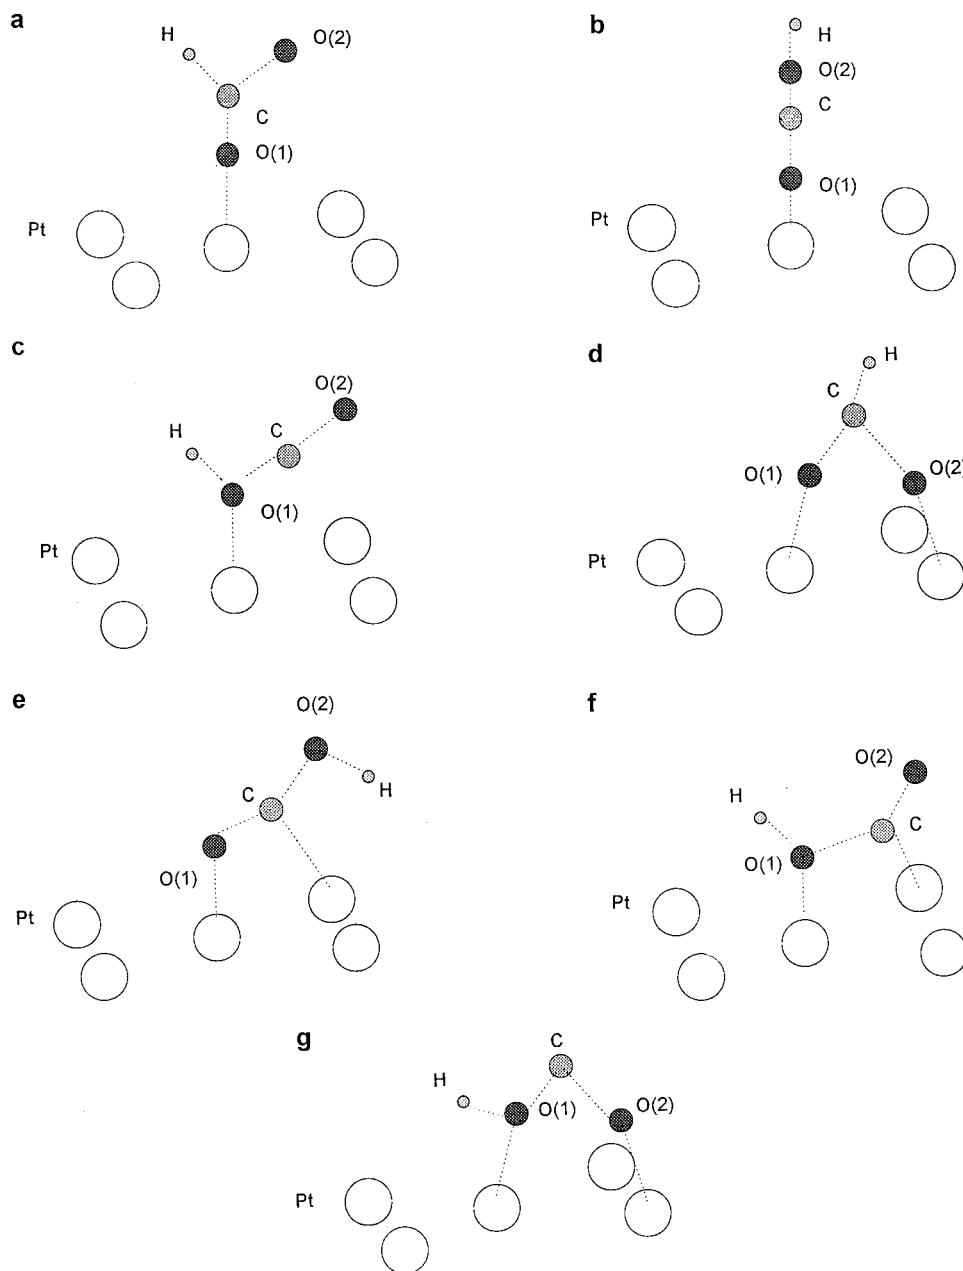 a
H
O(2)
C
O(1)
Pt
b
H
O(2)
C
O(1)
Pt
c
O(2)
H
C
O(1)
Pt
d
H
C
O(1)
O(2)
Pt
e
O(2)
C
H
O(1)
Pt
f
O(2)
H
C
O(1)
Pt
g
C
H
O(1)
O(2)
Pt